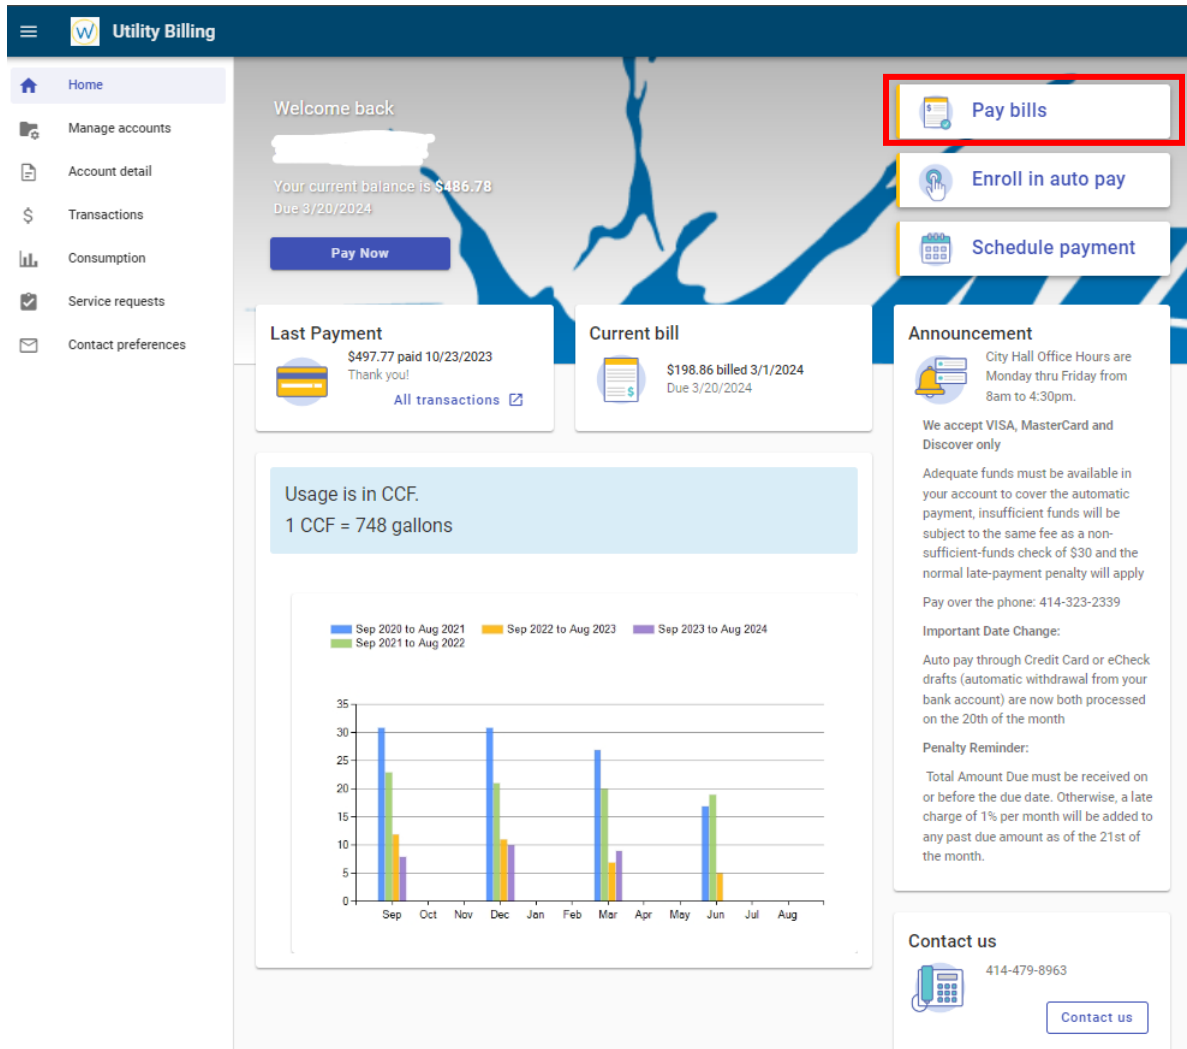 W Utility Billing
Home
Manage accounts
Account detail
Transactions
Consumption
Service requests
Contact preferences
Welcome back
Your current balance is $486.78
Due 3/20/2024
Pay Now
Pay bills
Enroll in auto pay
Schedule payment
Last Payment
$497.77 paid 10/23/2023
Thank you!
All transactions
Current bill
$198.86 billed 3/1/2024
Due 3/20/2024
Usage is in CCF.
1 CCF = 748 gallons
Sep 2020 to Aug 2021 Sep 2022 to Aug 2023 Sep 2023 to Aug 2024
Sep 2021 to Aug 2022
35
30
25
20
15
10
5
0
Sep Oct Nov Dec Jan Feb Mar Apr May Jun Jul Aug
Announcement
City Hall Office Hours are
Monday thru Friday from
8am to 4:30pm.
We accept VISA, MasterCard and
Discover only
Adequate funds must be available in
your account to cover the automatic
payment, insufficient funds will be
subject to the same fee as a non-
sufficient-funds check of $30 and the
normal late-payment penalty will apply
Pay over the phone: 414-323-2339
Important Date Change:
Auto pay through Credit Card or eCheck
drafts (automatic withdrawal from your
bank account) are now both processed
on the 20th of the month
Penalty Reminder:
Total Amount Due must be received on
or before the due date. Otherwise, a late
charge of 1% per month will be added to
any past due amount as of the 21st of
the month.
Contact us
414-479-8963
Contact us